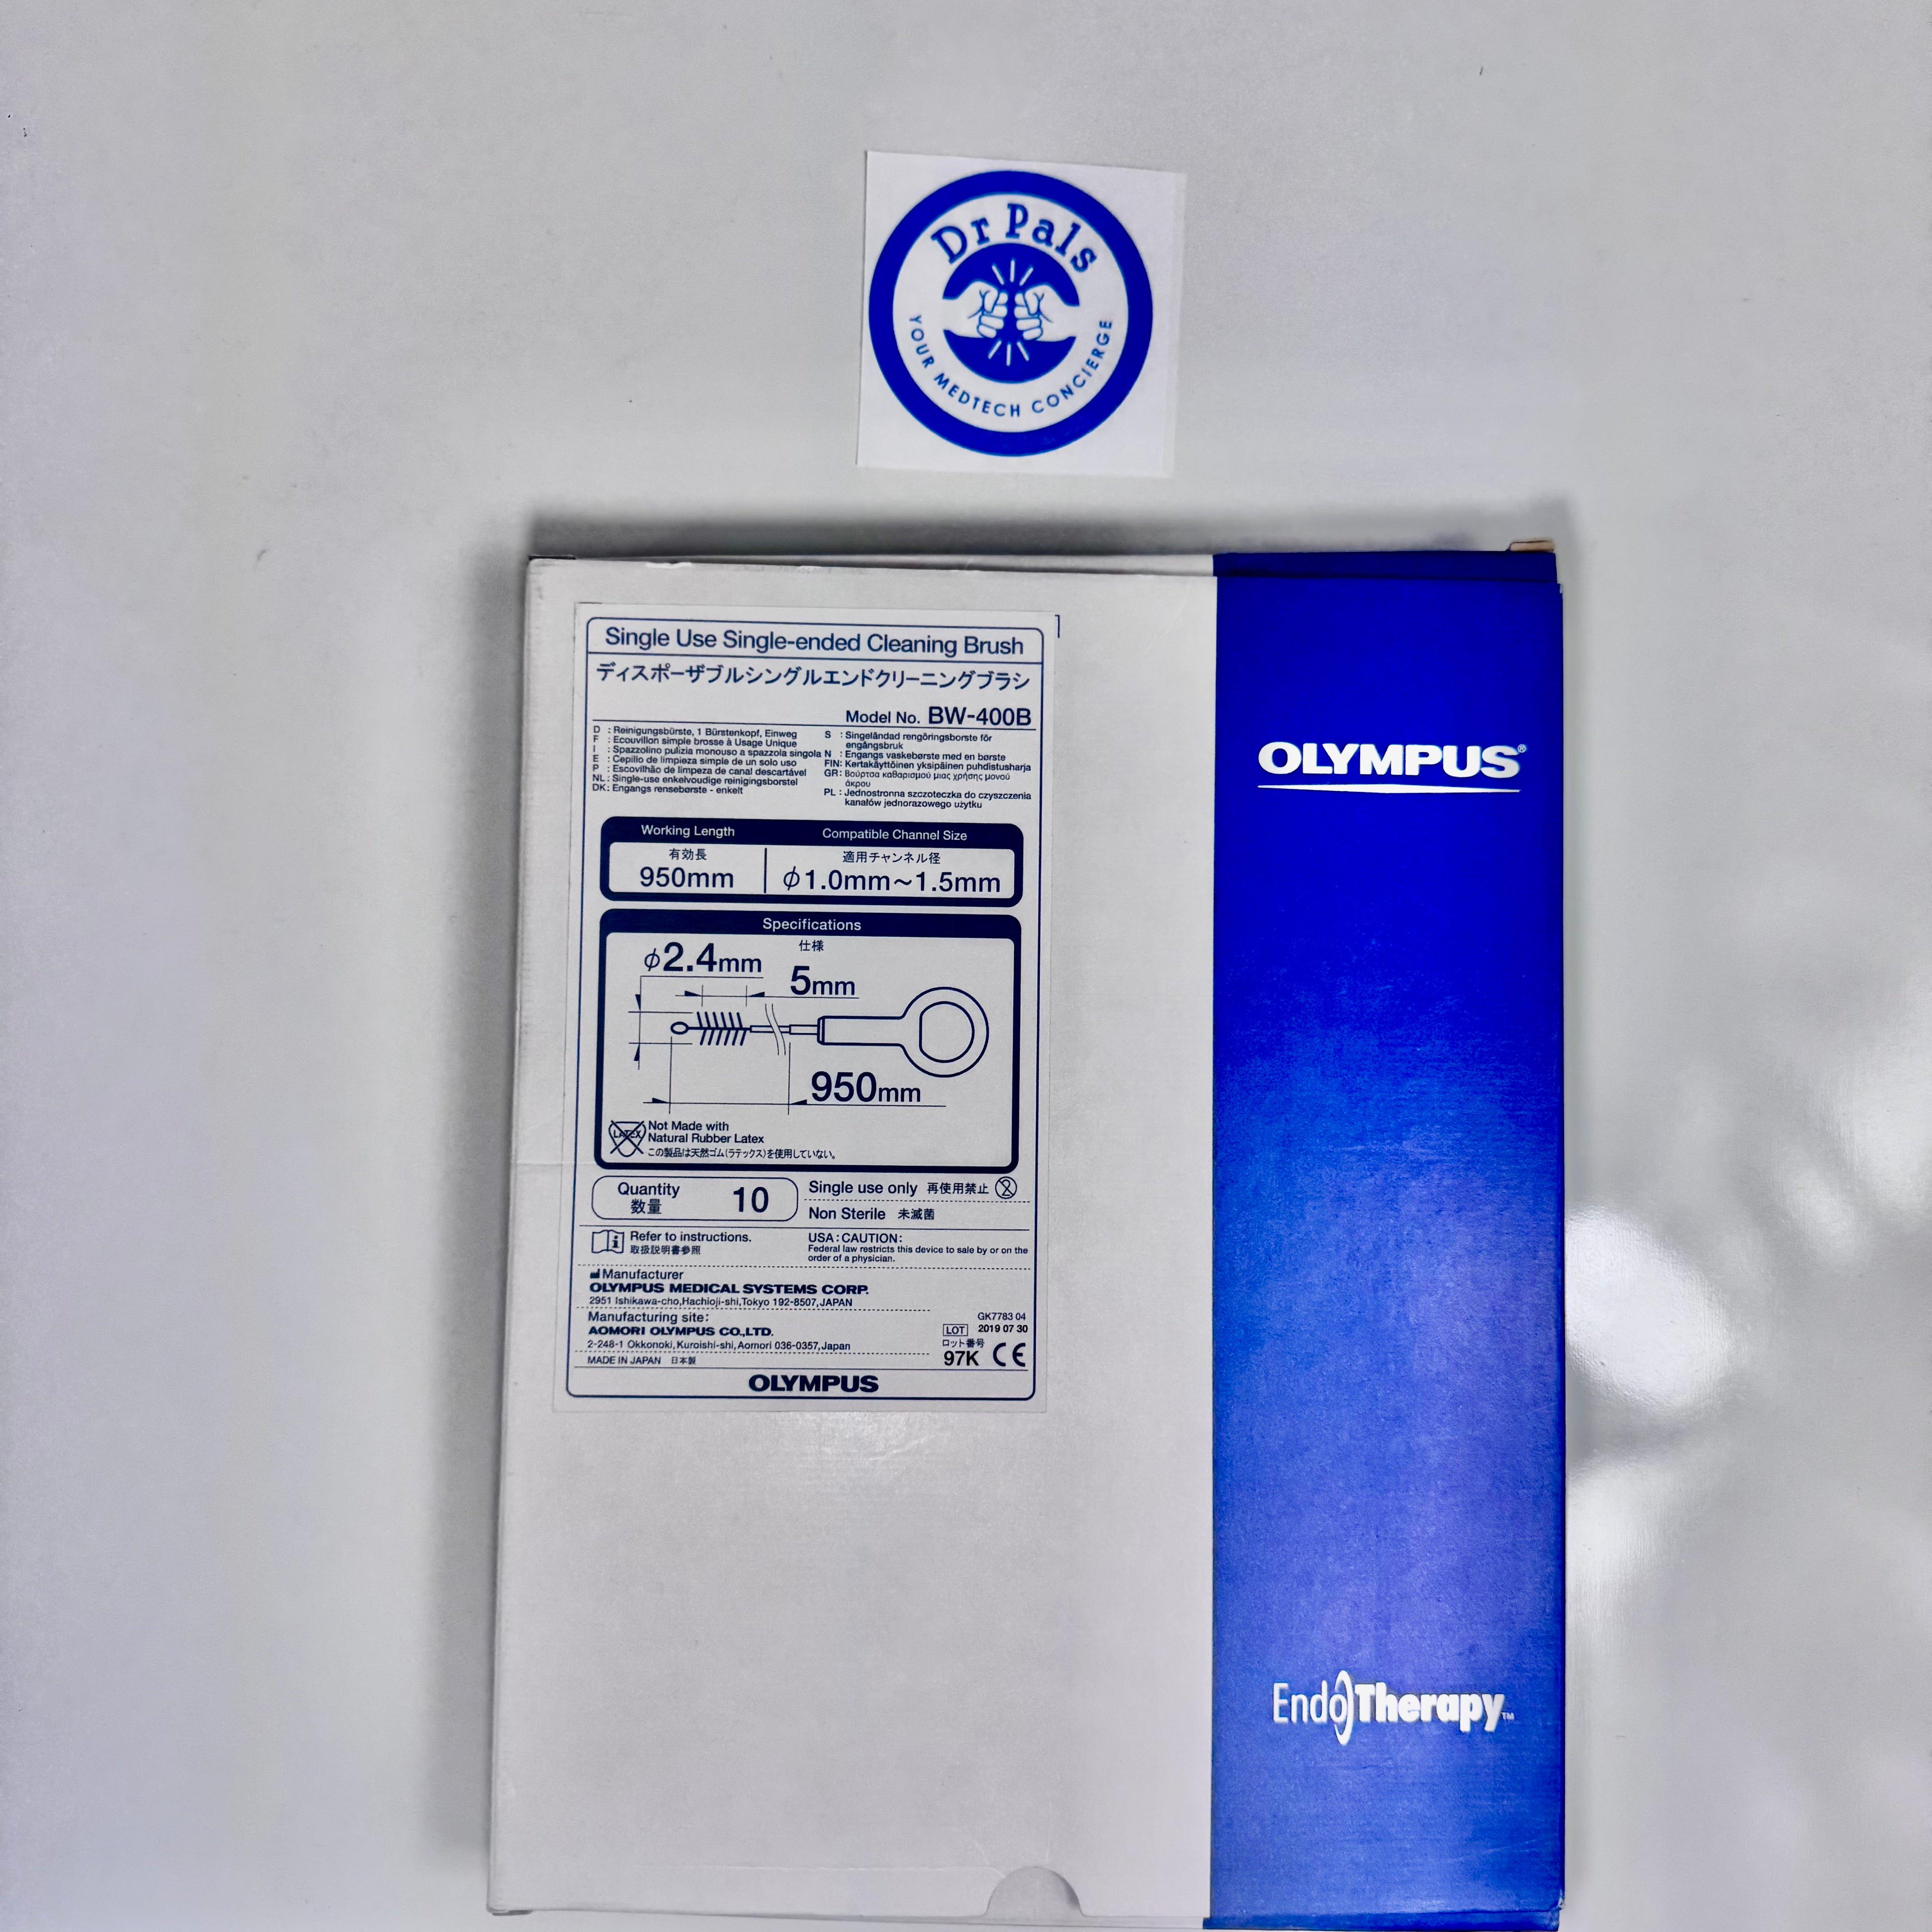 Dr Pals
YOUR MEDTECH CONCIERGE
Single Use Single-ended Cleaning Brush
ディスポーザブルシングルエンドクリーニングブラシ
Model No. BW-400B
D : Reinigungsbürste, 1 Bürstenkopf, Einweg
F : Ecouvillon simple brosse à Usage Unique
I : Spazzolino pulizia monouso a spazzola singola
E : Cepillo de limpieza simple de un solo uso
P : Escovilhão de limpeza de canal descartável
NL : Single-use enkelvoudige reinigingsborstel
DK : Engangs rensebørste - enkelt
S : Singeländad rengöringsborste för
engångsbruk
N : Engangs vaskebørste med en børste
FIN: Kertakäyttöinen yksipäinen puhdistusharja
GR: Βούρτσα καθαρισμού μιας χρήσης μονού
άκρου
PL : Jednostronna szczoteczka do czyszczenia
kanałów jednorazowego użytku
Working Length
Compatible Channel Size
有効長
適用チャンネル径
950mm
φ1.0mm～1.5mm
Specifications
仕様
φ2.4mm
5mm
950mm
LATEX
Not Made with
Natural Rubber Latex
この製品は天然ゴム(ラテックス)を使用していない。
Quantity
数量
10
Single use only 再使用禁止 2
Non Sterile 未滅菌
Refer to instructions.
取扱説明書参照
USA:CAUTION:
Federal law restricts this device to sale by or on the
order of a physician.
Manufacturer
OLYMPUS MEDICAL SYSTEMS CORP.
2951 Ishikawa-cho,Hachioji-shi,Tokyo 192-8507,JAPAN
Manufacturing site:
AOMORI OLYMPUS CO.,LTD.
2-248-1 Okkonoki,Kuroishi-shi,Aomori 036-0357,Japan
MADE IN JAPAN 日本製
GK7783 04
LOT 2019 07 30
ロット番号
97K CE
OLYMPUS
OLYMPUS®
EndoTherapy™